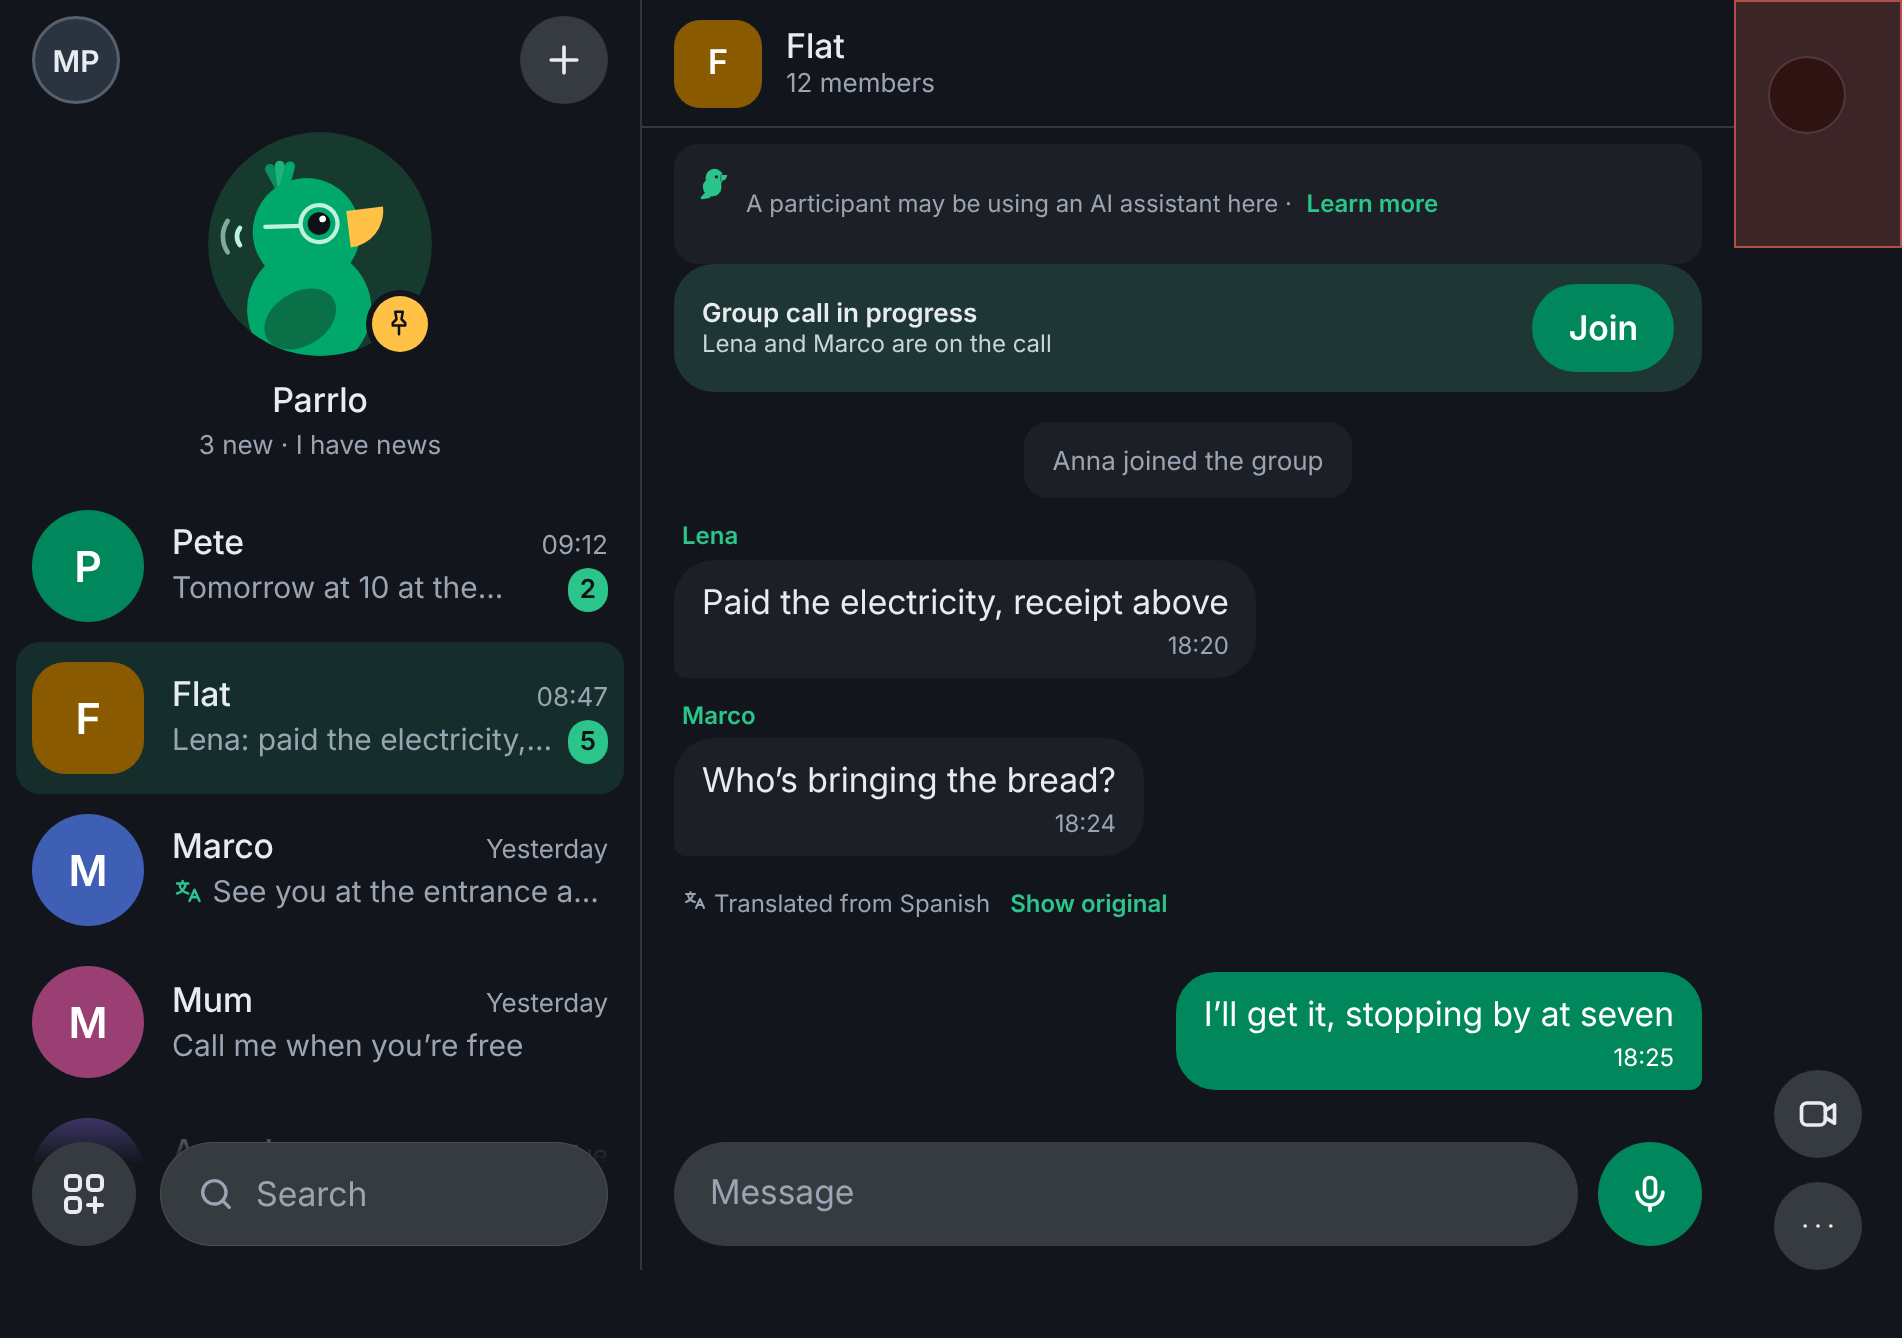 MP
Parrlo
3 new · I have news
P
Pete
09:12
Tomorrow at 10 at the...
2
F
Flat
08:47
Lena: paid the electricity,...
5
M
Marco
Yesterday
See you at the entrance a...
M
Mum
Yesterday
Call me when you’re free
Search
F
Flat
12 members
A participant may be using an AI assistant here · Learn more
Group call in progress
Lena and Marco are on the call
Join
Anna joined the group
Lena
Paid the electricity, receipt above
18:20
Marco
Who’s bringing the bread?
18:24
Translated from Spanish Show original
I’ll get it, stopping by at seven
18:25
Message